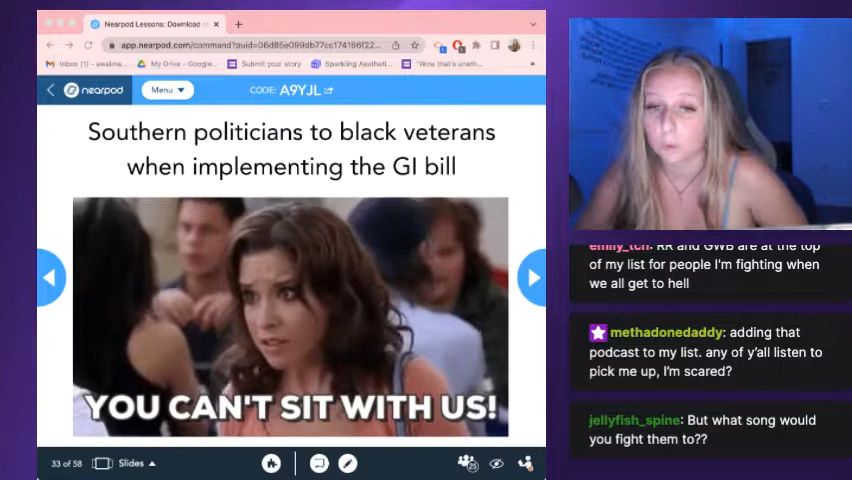 Nearpod Lessons: Download
app.nearpod.com/command?puid=06d85e099db77cc174186f22...
Inbox (1) - awalma...
My Drive - Google...
Submit your story
Sparkling Aestheti...
"Wow that's uneth...
nearpod
Menu
CODE: A9YJL
Southern politicians to black veterans
when implementing the GI bill
YOU CAN'T SIT WITH US!
33 of 58
Slides
25
emily_tch: RR and GWB are at the top
of my list for people I'm fighting when
we all get to hell
methadonedaddy: adding that
podcast to my list. any of y'all listen to
pick me up, I'm scared?
jellyfish_spine: But what song would
you fight them to??